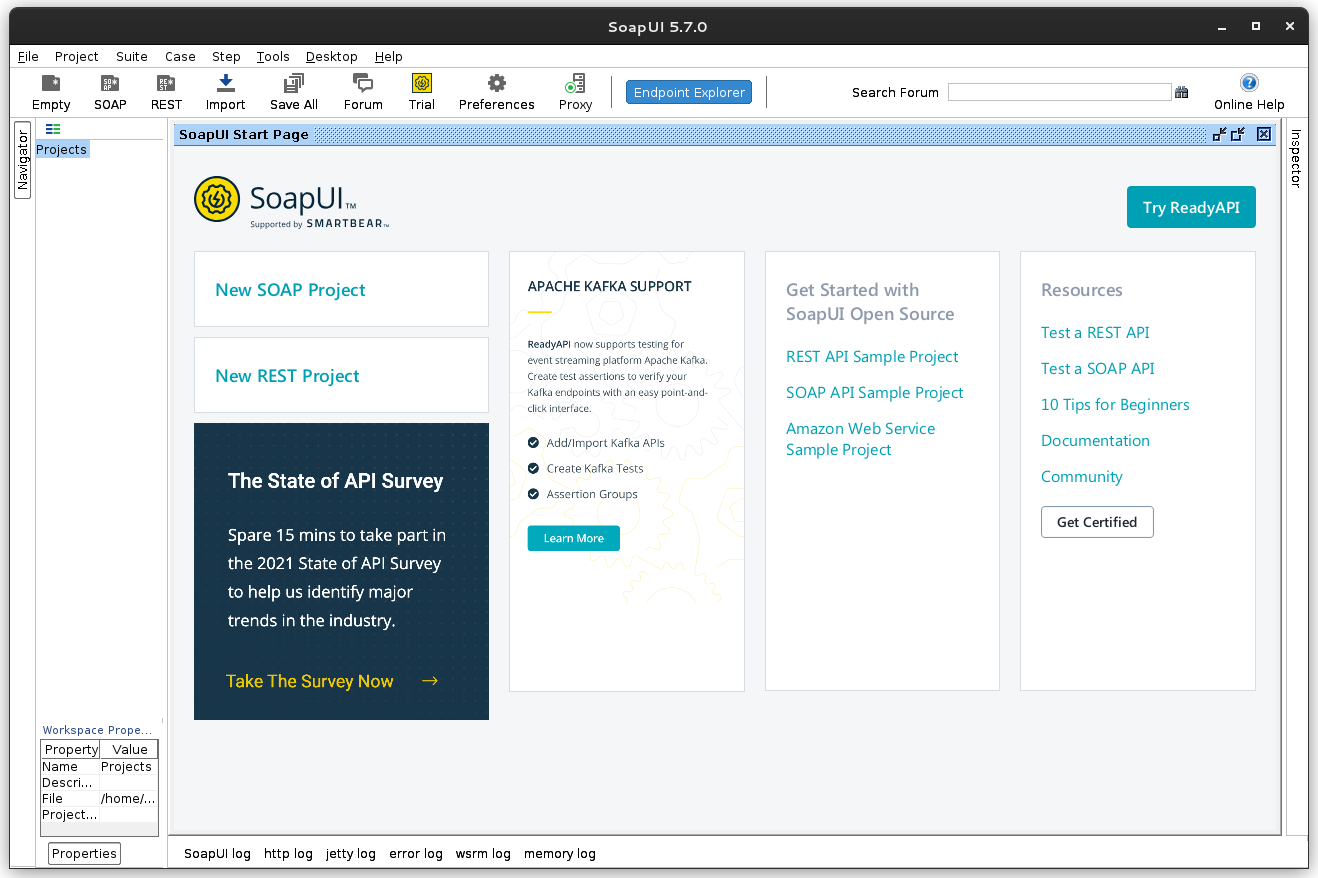 SoapUI 5.7.0
File Project Suite Case Step Tools Desktop Help
Empty SOAP REST Import Save All Forum Trial Preferences Proxy Endpoint Explorer Search Forum Online Help
Navigator
Projects
SoapUI Start Page
Inspector
SoapUI™
Supported by SMARTBEAR™
Try ReadyAPI
New SOAP Project
New REST Project
The State of API Survey
Spare 15 mins to take part in
the 2021 State of API Survey
to help us identify major
trends in the industry.
Take The Survey Now →
APACHE KAFKA SUPPORT
ReadyAPI now supports testing for
event streaming platform Apache Kafka.
Create test assertions to verify your
Kafka endpoints with an easy point-and-
click interface.
Add/Import Kafka APIs
Create Kafka Tests
Assertion Groups
Learn More
Get Started with
SoapUI Open Source
REST API Sample Project
SOAP API Sample Project
Amazon Web Service
Sample Project
Resources
Test a REST API
Test a SOAP API
10 Tips for Beginners
Documentation
Community
Get Certified
Workspace Prope...
Property Value
Name Projects
Descri...
File /home/...
Project...
Properties
SoapUI log http log jetty log error log wsrm log memory log